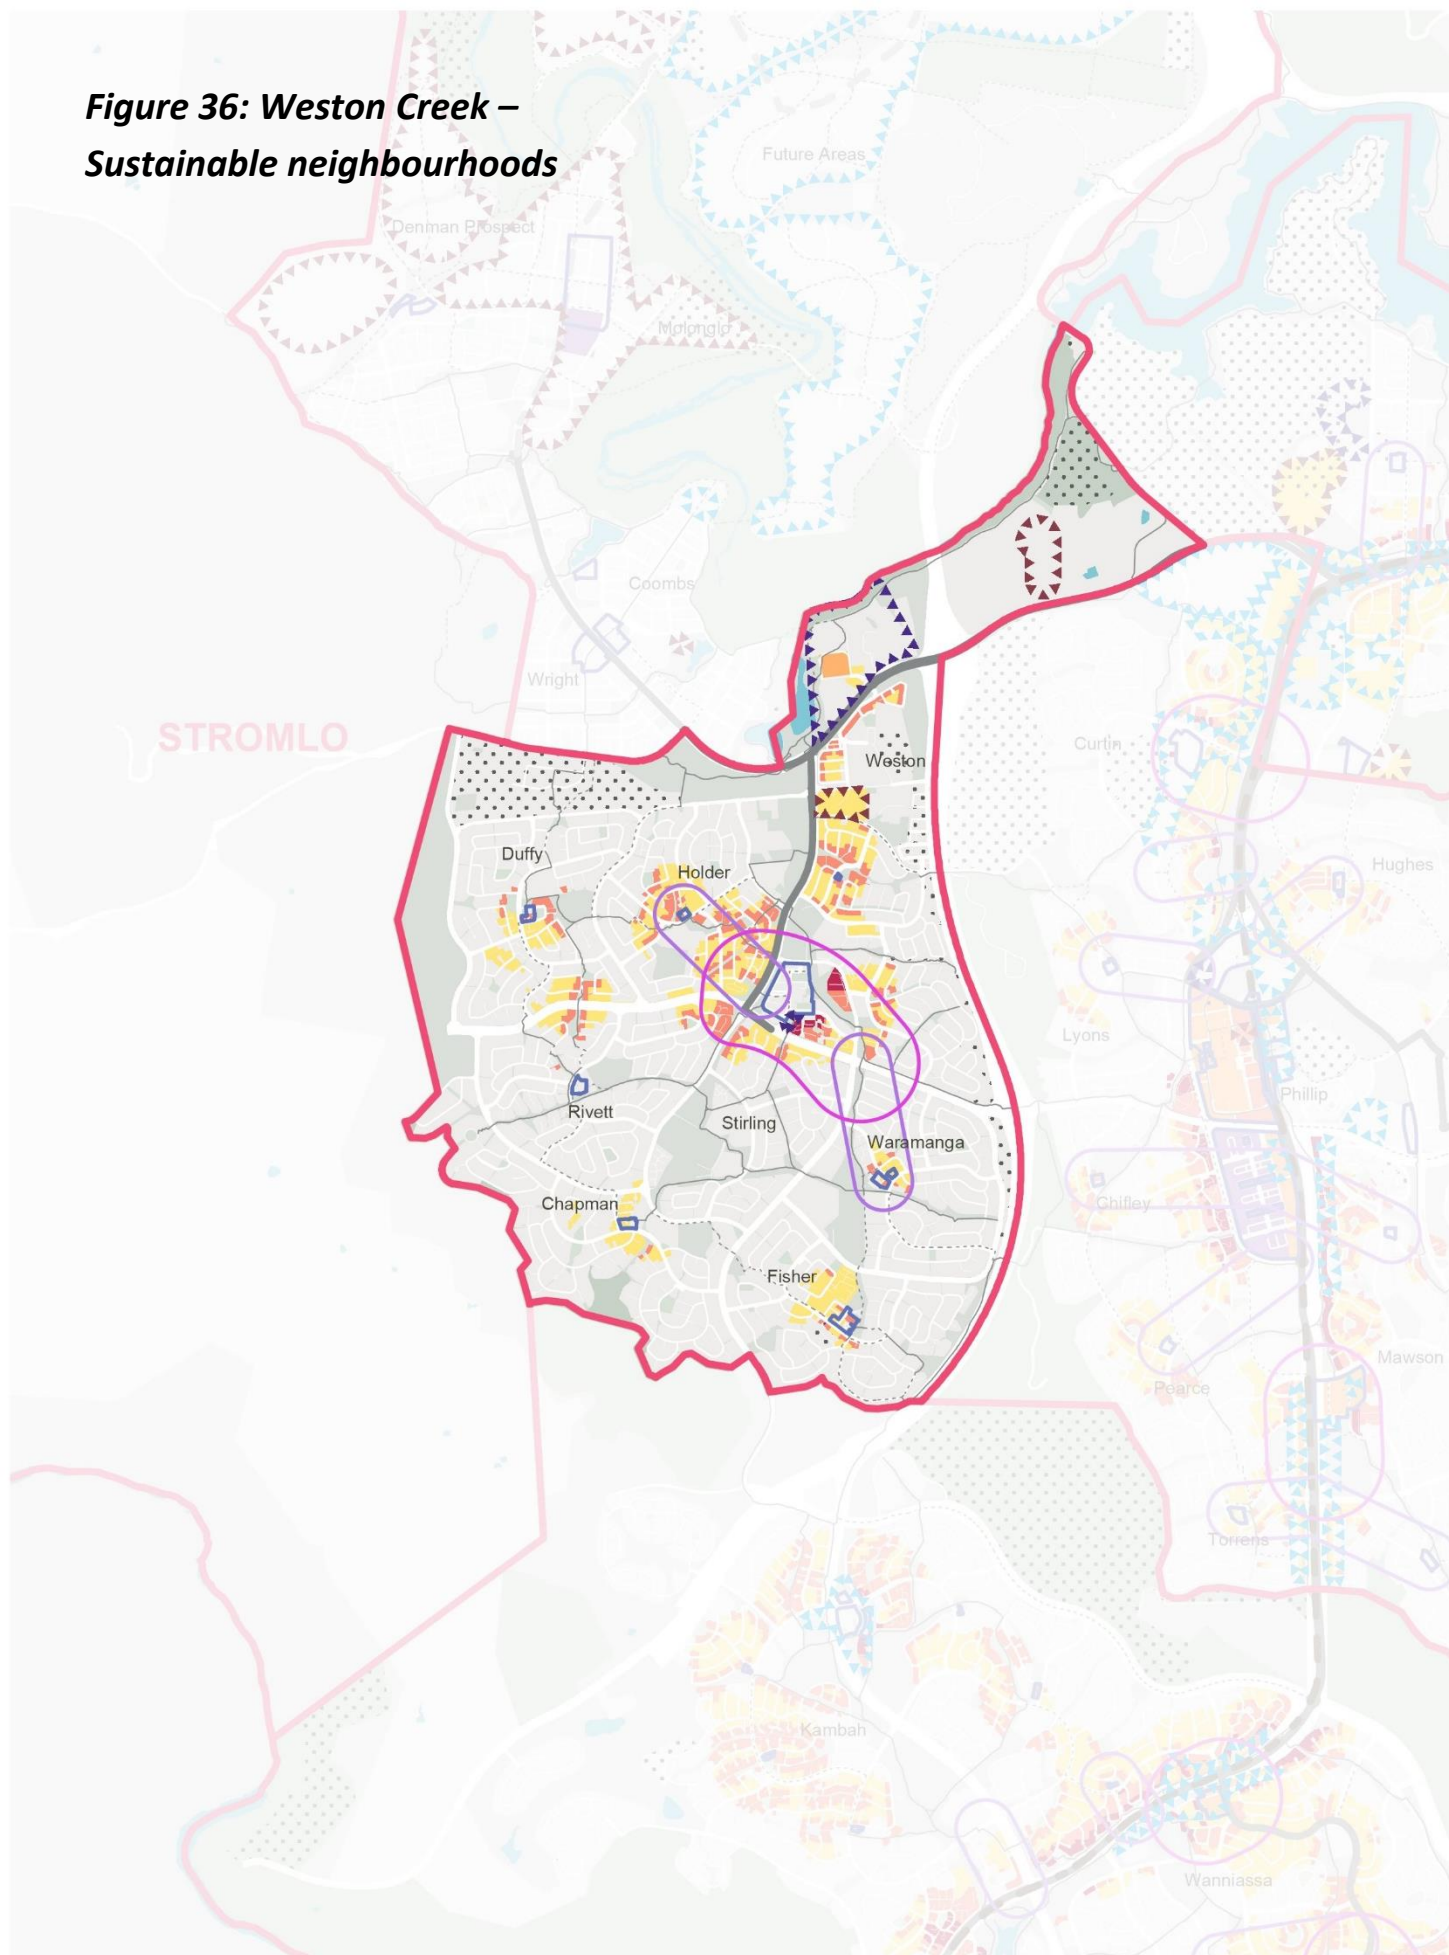 Figure 36: Weston Creek –
Sustainable neighbourhoods
Future Areas
Denman Prospect
Molonglo
Coombs
Wright
STROMLO
Curtin
Weston
Duffy
Holder
Hughes
Lyons
Phillip
Rivett
Stirling
Waramanga
Chifley
Chapman
Fisher
Mawson
Pearce
Torrens
Kambah
Wanniassa